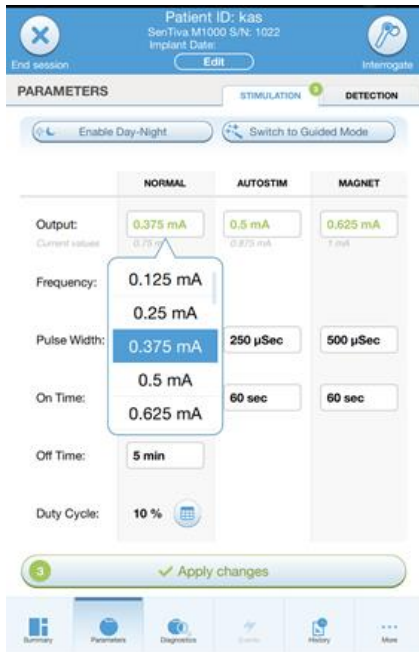 Patient ID: kas
SenTiva M1000 S/N: 1022
Implant Date:
Edit
End session
Interrogate
PARAMETERS
STIMULATION
3
DETECTION
Enable Day-Night
Switch to Guided Mode
NORMAL AUTOSTIM MAGNET
Output: 0.375 mA 0.5 mA 0.625 mA
Current values 0.75 0.875 mA 1 mA
Frequency:
0.125 mA
0.25 mA
Pulse Width: 0.375 mA 250 µSec 500 µSec
0.5 mA
On Time: 60 sec 60 sec
0.625 mA
Off Time: 5 min
Duty Cycle: 10 %
3 Apply changes
Summary Parameters Diagnostics Events History More